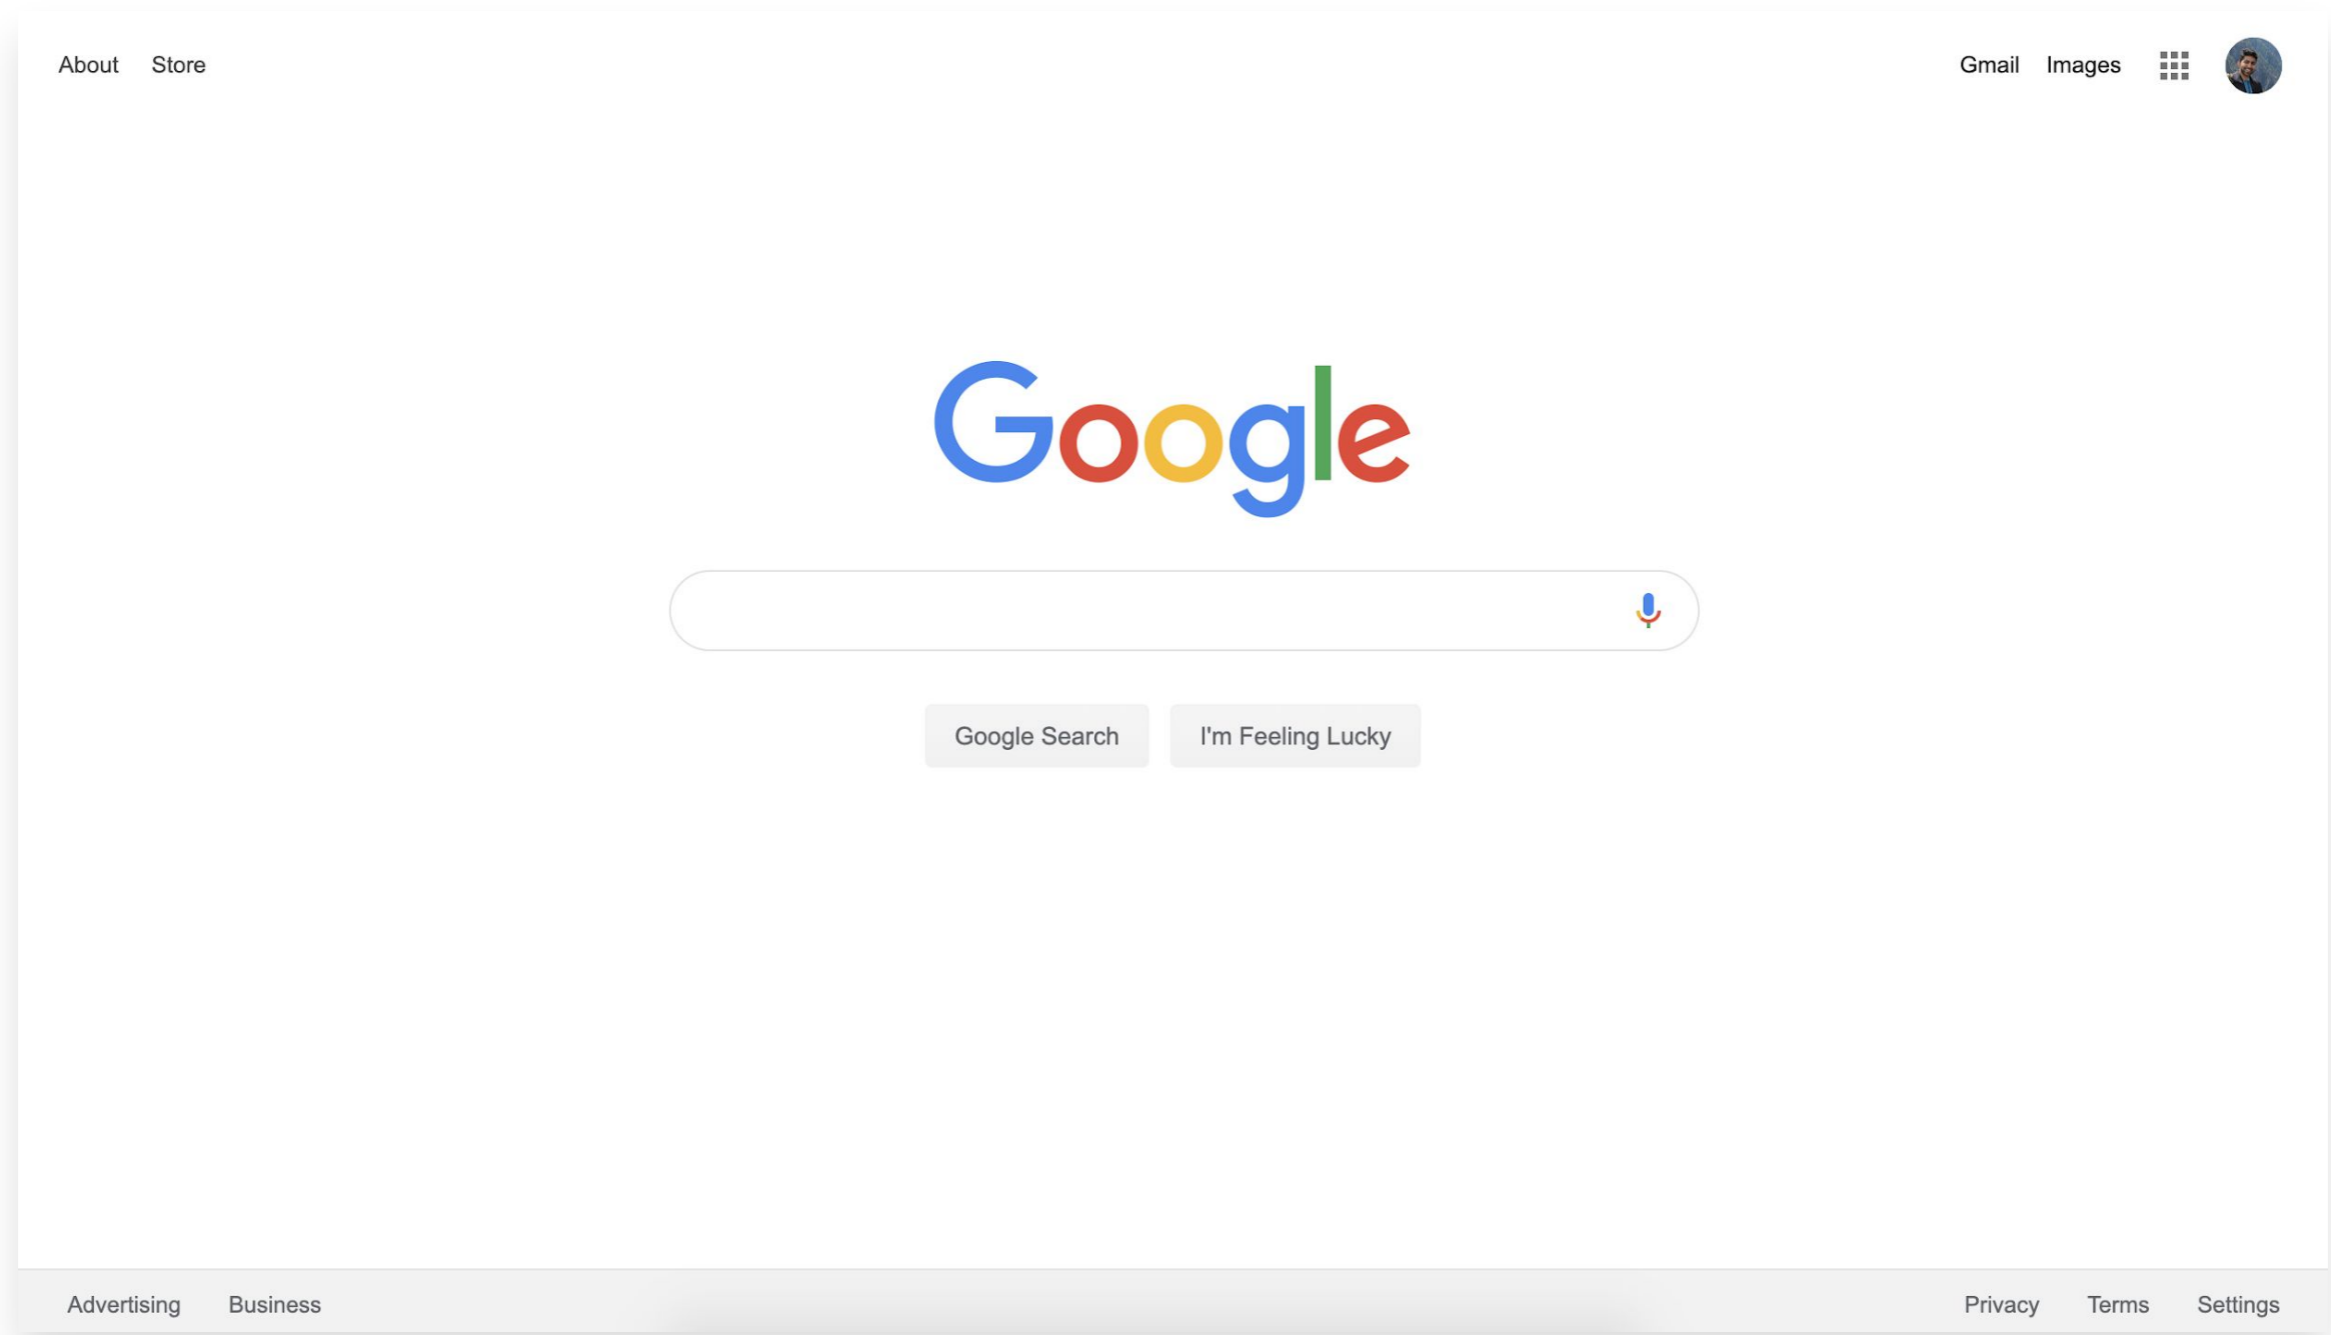 About Store Gmail Images
Google
Google Search I'm Feeling Lucky
Advertising Business Privacy Terms Settings